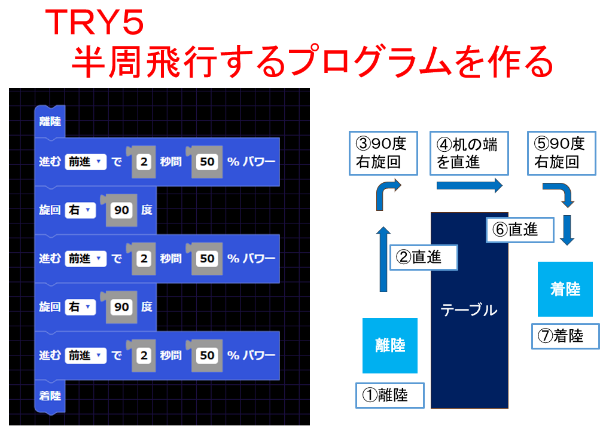 TRY5
半周飛行するプログラムを作る
離陸
進む 前進 で 2 秒間 50 % パワー
旋回 右 90 度
進む 前進 で 2 秒間 50 % パワー
旋回 右 90 度
進む 前進 で 2 秒間 50 % パワー
着陸
③90度
右旋回
④机の端
を直進
⑤90度
右旋回
②直進
⑥直進
テーブル
離陸
着陸
①離陸
⑦着陸